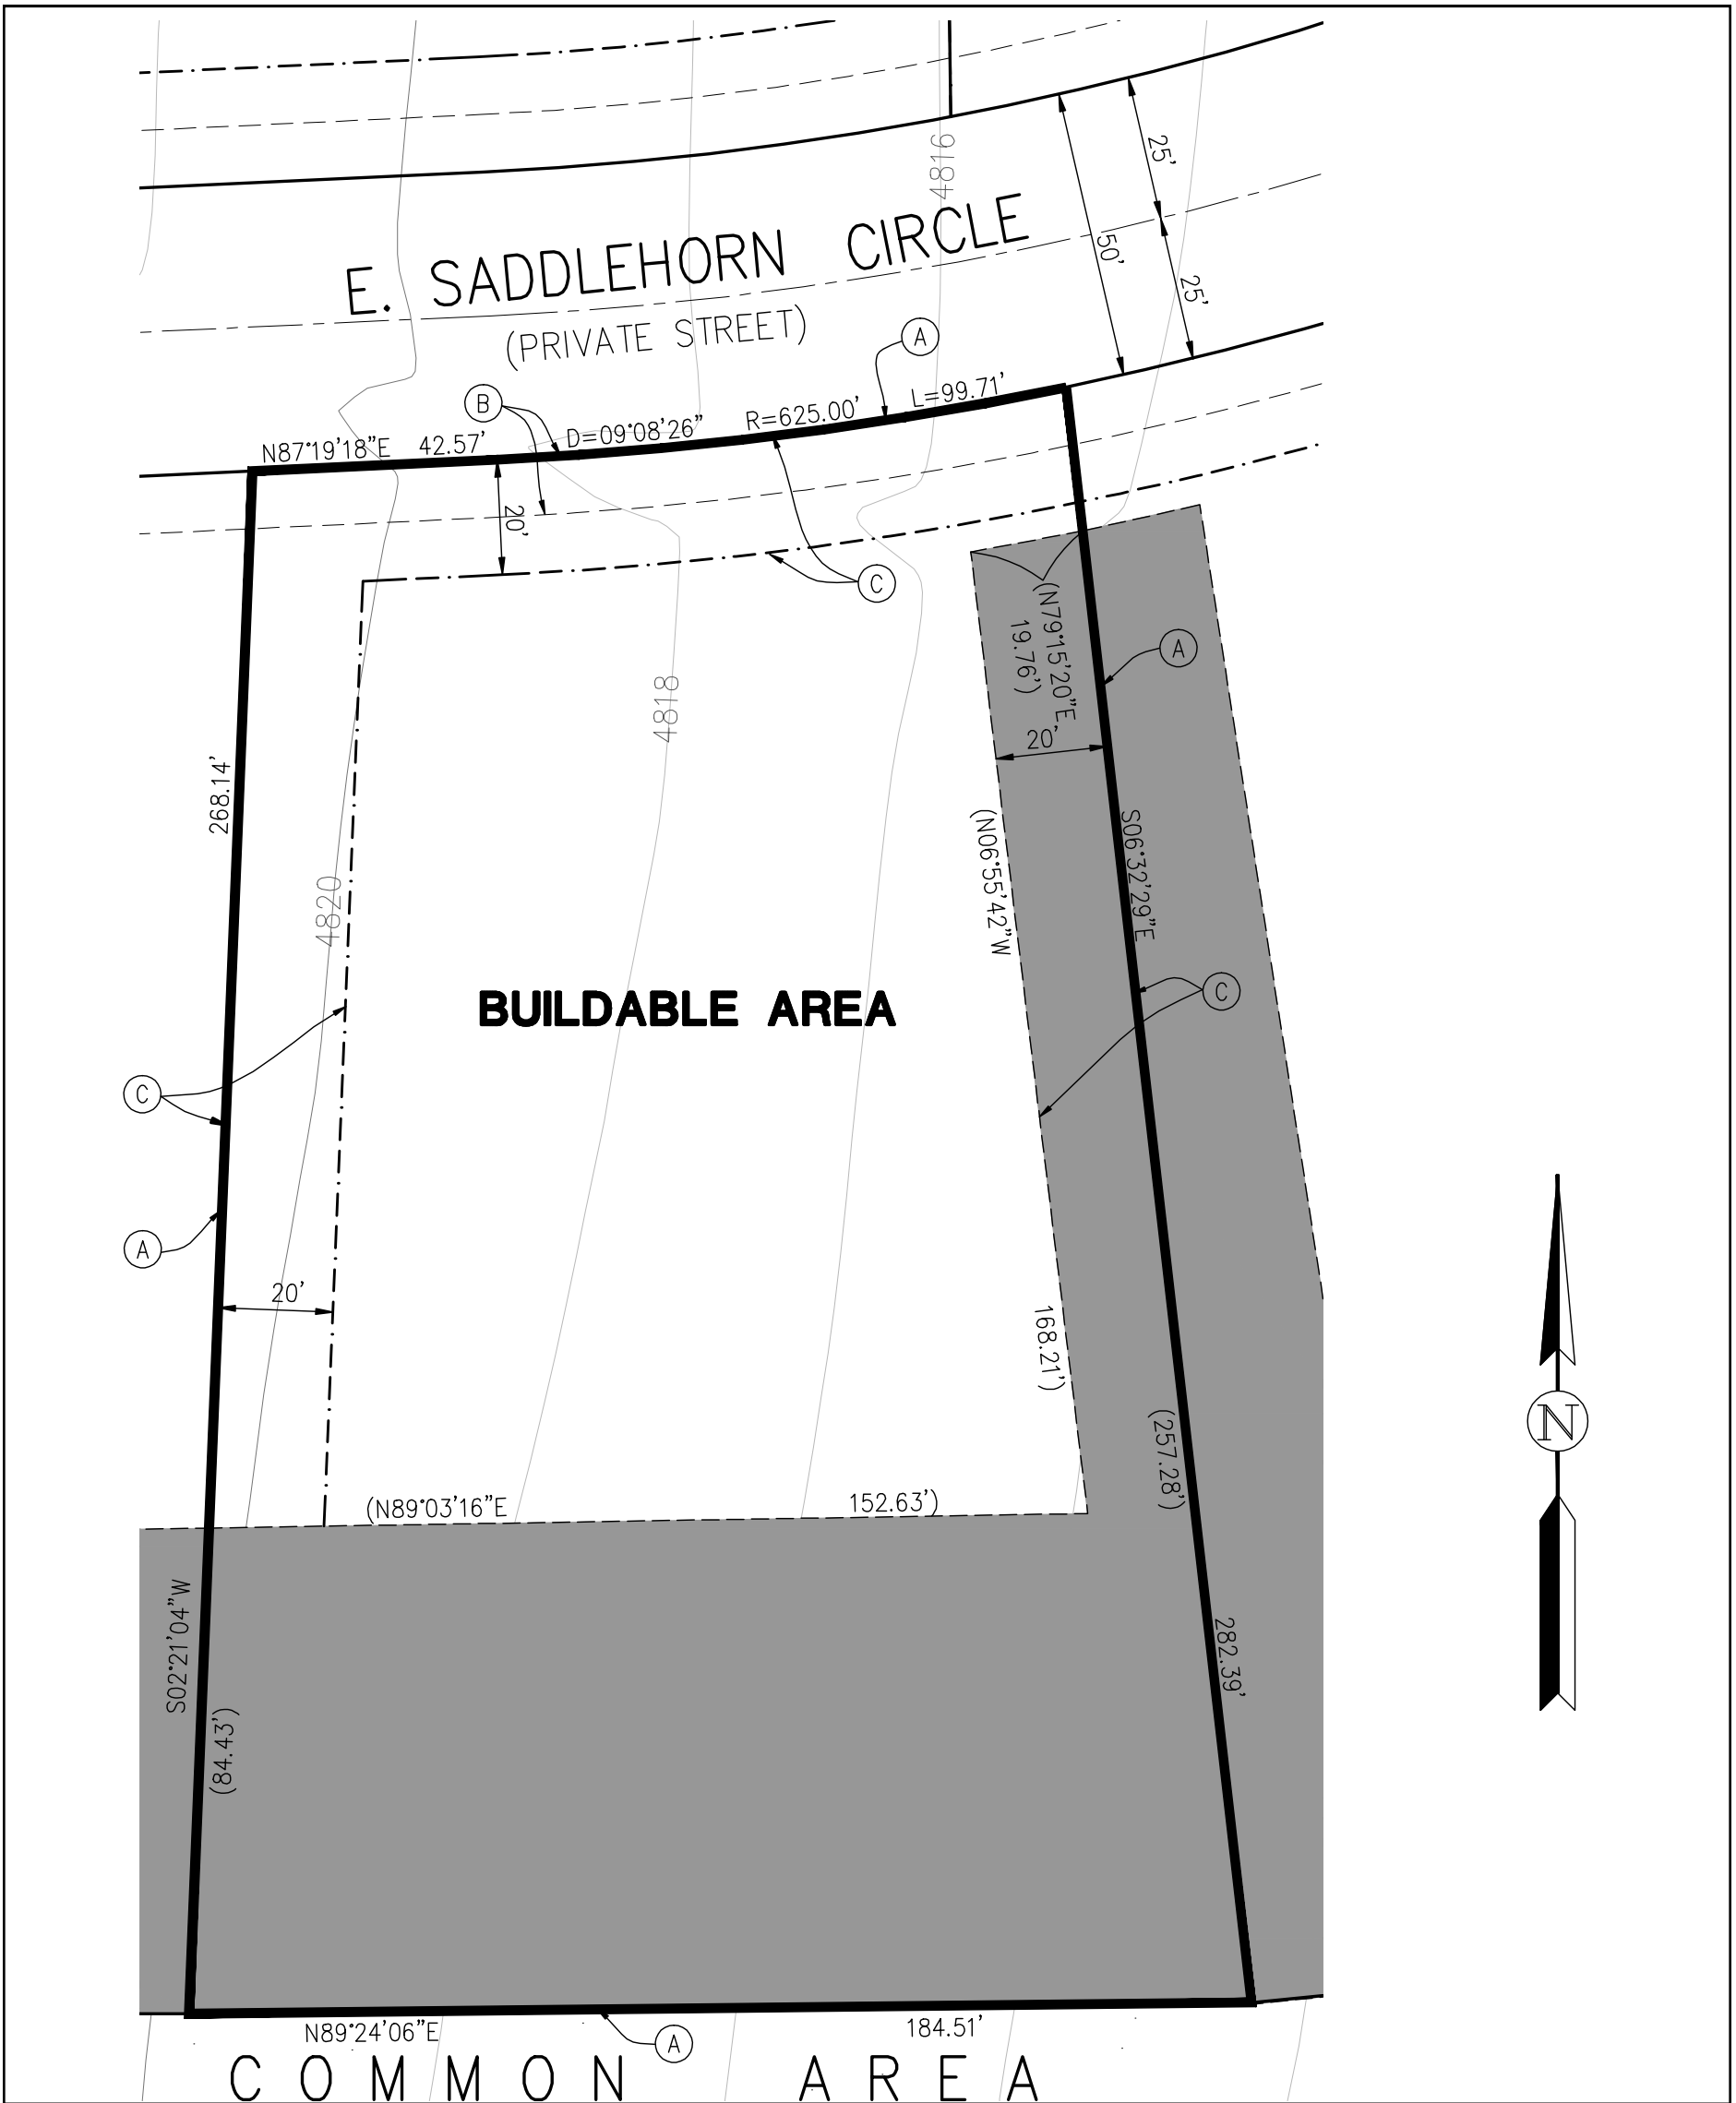 4816
25'
50'
25'
E. SADDLEHORN CIRCLE
(PRIVATE STREET)
A
B
N87°19'18"E 42.57' D=09°08'26" R=625.00' L=99.71'
20'
C
(N79°15'20"E
19.76')
A
20'
4818
268.14'
(N06°55'42"W
S06°32'29"E
4820
BUILDABLE AREA
C
C
A
20'
168.21')
(257.28')
N
(N89°03'16"E 152.63')
S02°21'04"W
282.39'
(84.43')
N89°24'06"E
A
184.51'
COMMON AREA